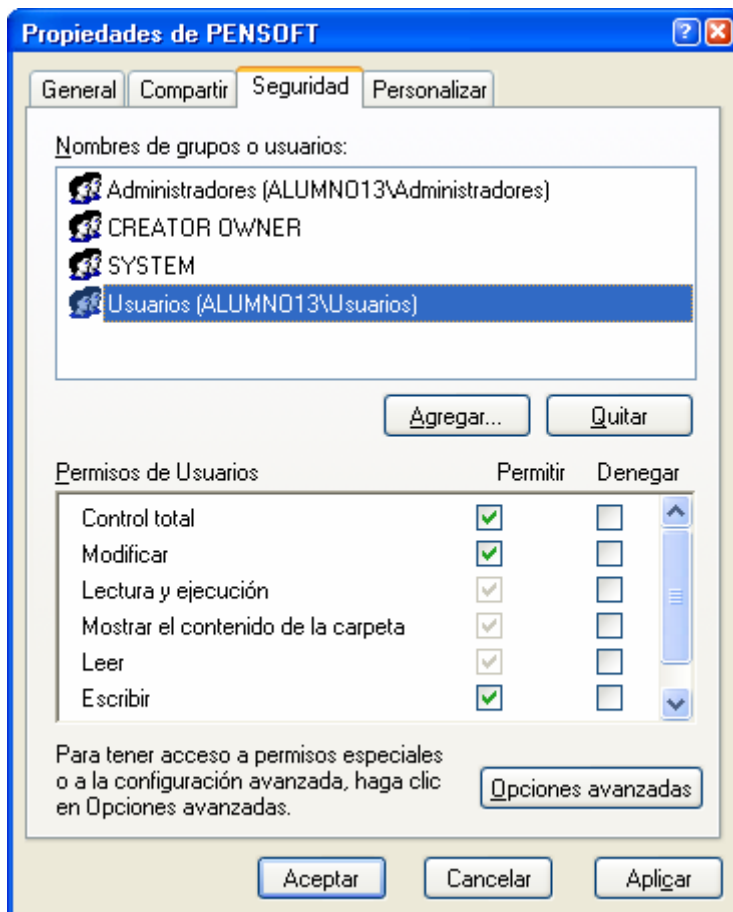 Propiedades de PENSOFT
General Compartir Seguridad Personalizar
Nombres de grupos o usuarios:
Administradores (ALUMNO13\Administradores)
CREATOR OWNER
SYSTEM
Usuarios (ALUMNO13\Usuarios)
Agregar... Quitar
Permisos de Usuarios Permitir Denegar
Control total
Modificar
Lectura y ejecución
Mostrar el contenido de la carpeta
Leer
Escribir
Para tener acceso a permisos especiales
o a la configuración avanzada, haga clic
en Opciones avanzadas.
Opciones avanzadas
Aceptar Cancelar Aplicar